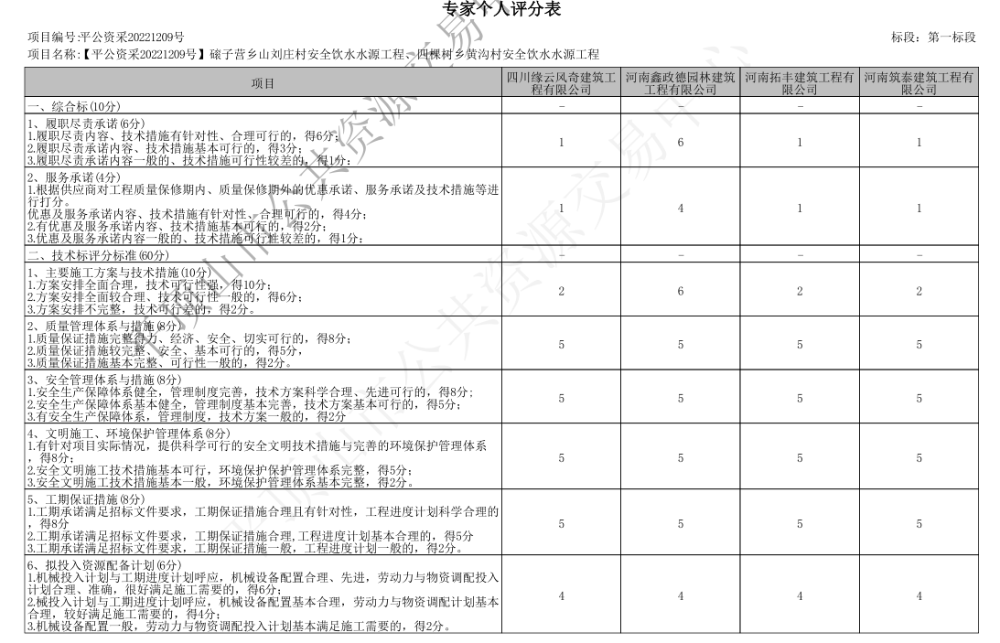 专家个人评分表
项目编号:平公资采20221209号 标段: 第一标段
项目名称:【平公资采20221209号】磙子营乡山刘庄村安全饮水水源工程、四棵树乡黄沟村安全饮水水源工程
项目 四川缘云风奇建筑工程有限公司 河南鑫政德园林建筑工程有限公司 河南拓丰建筑工程有限公司 河南筑泰建筑工程有限公司
一、综合标(10分) – – – –
1、履职尽责承诺(6分)
1.履职尽责内容、技术措施有针对性、合理可行的，得6分;
2.履职尽责承诺内容、技术措施基本可行的，得3分;
3.履职尽责承诺内容一般的、技术措施可行性较差的，得1分:
1 6 1 1
2、服务承诺(4分)
1.根据供应商对工程质量保修期内、质量保修期外的优惠承诺、服务承诺及技术措施等进
行打分。
优惠及服务承诺内容、技术措施有针对性、合理可行的，得4分;
2.有优惠及服务承诺内容、技术措施基本可行的，得2分;
3.优惠及服务承诺内容一般的、技术措施可行性较差的，得1分:
1 4 1 1
二、技术标评分标准(60分) – – – –
1、主要施工方案与技术措施(10分)
1.方案安排全面合理，技术可行性强，得10分;
2.方案安排全面较合理、技术可行性一般的，得6分;
3.方案安排不完整，技术可行差的，得2分。
2 6 2 2
2、质量管理体系与措施(8分)
1.质量保证措施完整得力、经济、安全、切实可行的，得8分;
2.质量保证措施较完整、安全、基本可行的，得5分，
3.质量保证措施基本完整、可行性一般的，得2分。
5 5 5 5
3、安全管理体系与措施(8分)
1.安全生产保障体系健全，管理制度完善，技术方案科学合理、先进可行的，得8分;
2.安全生产保障体系基本健全，管理制度基本完善，技术方案基本可行的，得5分;
3.有安全生产保障体系，管理制度，技术方案一般的，得2分
5 5 5 5
4、文明施工、环境保护管理体系(8分)
1.有针对项目实际情况，提供科学可行的安全文明技术措施与完善的环境保护管理体系
，得8分;
2.安全文明施工技术措施基本可行，环境保护保护管理体系完整，得5分;
3.安全文明施工技术措施基本一般，环境保护管理体系基本完整，得2分。
5 5 5 5
5、工期保证措施(8分)
1.工期承诺满足招标文件要求，工期保证措施合理且有针对性，工程进度计划科学合理的
，得8分
2.工期承诺满足招标文件要求，工期保证措施合理,工程进度计划基本合理的，得5分
3.工期承诺满足招标文件要求，工期保证措施一般，工程进度计划一般的，得2分。
5 5 5 5
6、拟投入资源配备计划(6分)
1.机械投入计划与工期进度计划呼应，机械设备配置合理、先进，劳动力与物资调配投入
计划合理、准确，很好满足施工需要的，得6分;
2.械投入计划与工期进度计划呼应，机械设备配置基本合理，劳动力与物资调配计划基本
合理，较好满足施工需要的，得4分;
3.机械设备配置一般，劳动力与物资调配投入计划基本满足施工需要的，得2分。
4 4 4 4
平顶山市公共资源交易中心
平顶山市公共资源交易中心